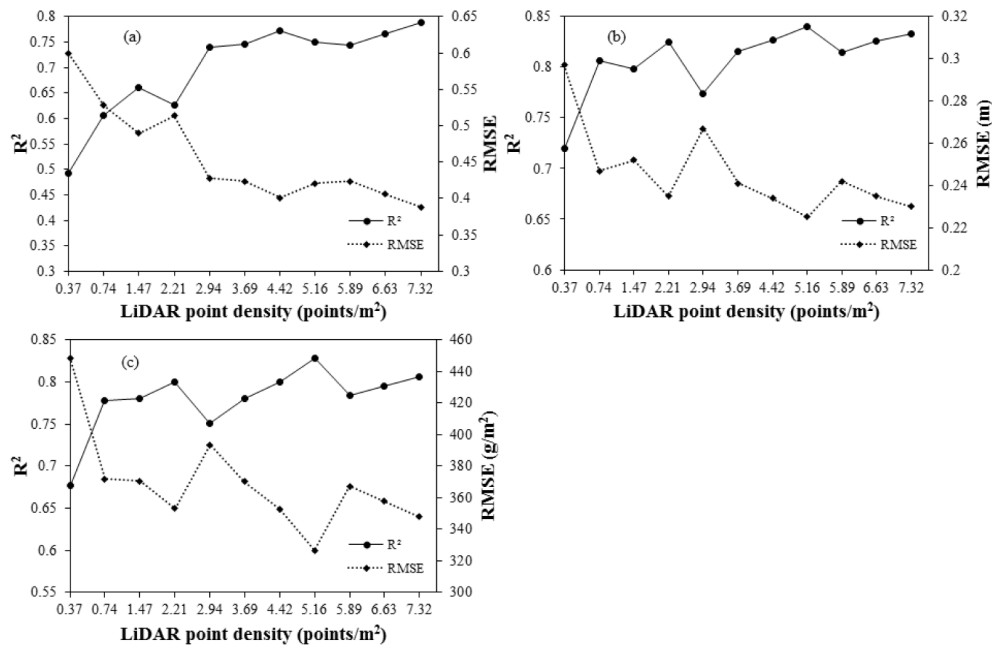 (a)
0.8
0.75
0.7
0.65
0.6
0.55
0.5
0.45
0.4
0.35
0.3
R²
0.65
0.6
0.55
0.5
0.45
0.4
0.35
0.3
RMSE
R²
RMSE
0.37 0.74 1.47 2.21 2.94 3.69 4.42 5.16 5.89 6.63 7.32
LiDAR point density (points/m²)
(b)
0.85
0.8
0.75
0.7
0.65
0.6
R²
0.32
0.3
0.28
0.26
0.24
0.22
0.2
RMSE (m)
R²
RMSE
0.37 0.74 1.47 2.21 2.94 3.69 4.42 5.16 5.89 6.63 7.32
LiDAR point density (points/m²)
(c)
0.85
0.8
0.75
0.7
0.65
0.6
0.55
R²
460
440
420
400
380
360
340
320
300
RMSE (g/m²)
R²
RMSE
0.37 0.74 1.47 2.21 2.94 3.69 4.42 5.16 5.89 6.63 7.32
LiDAR point density (points/m²)